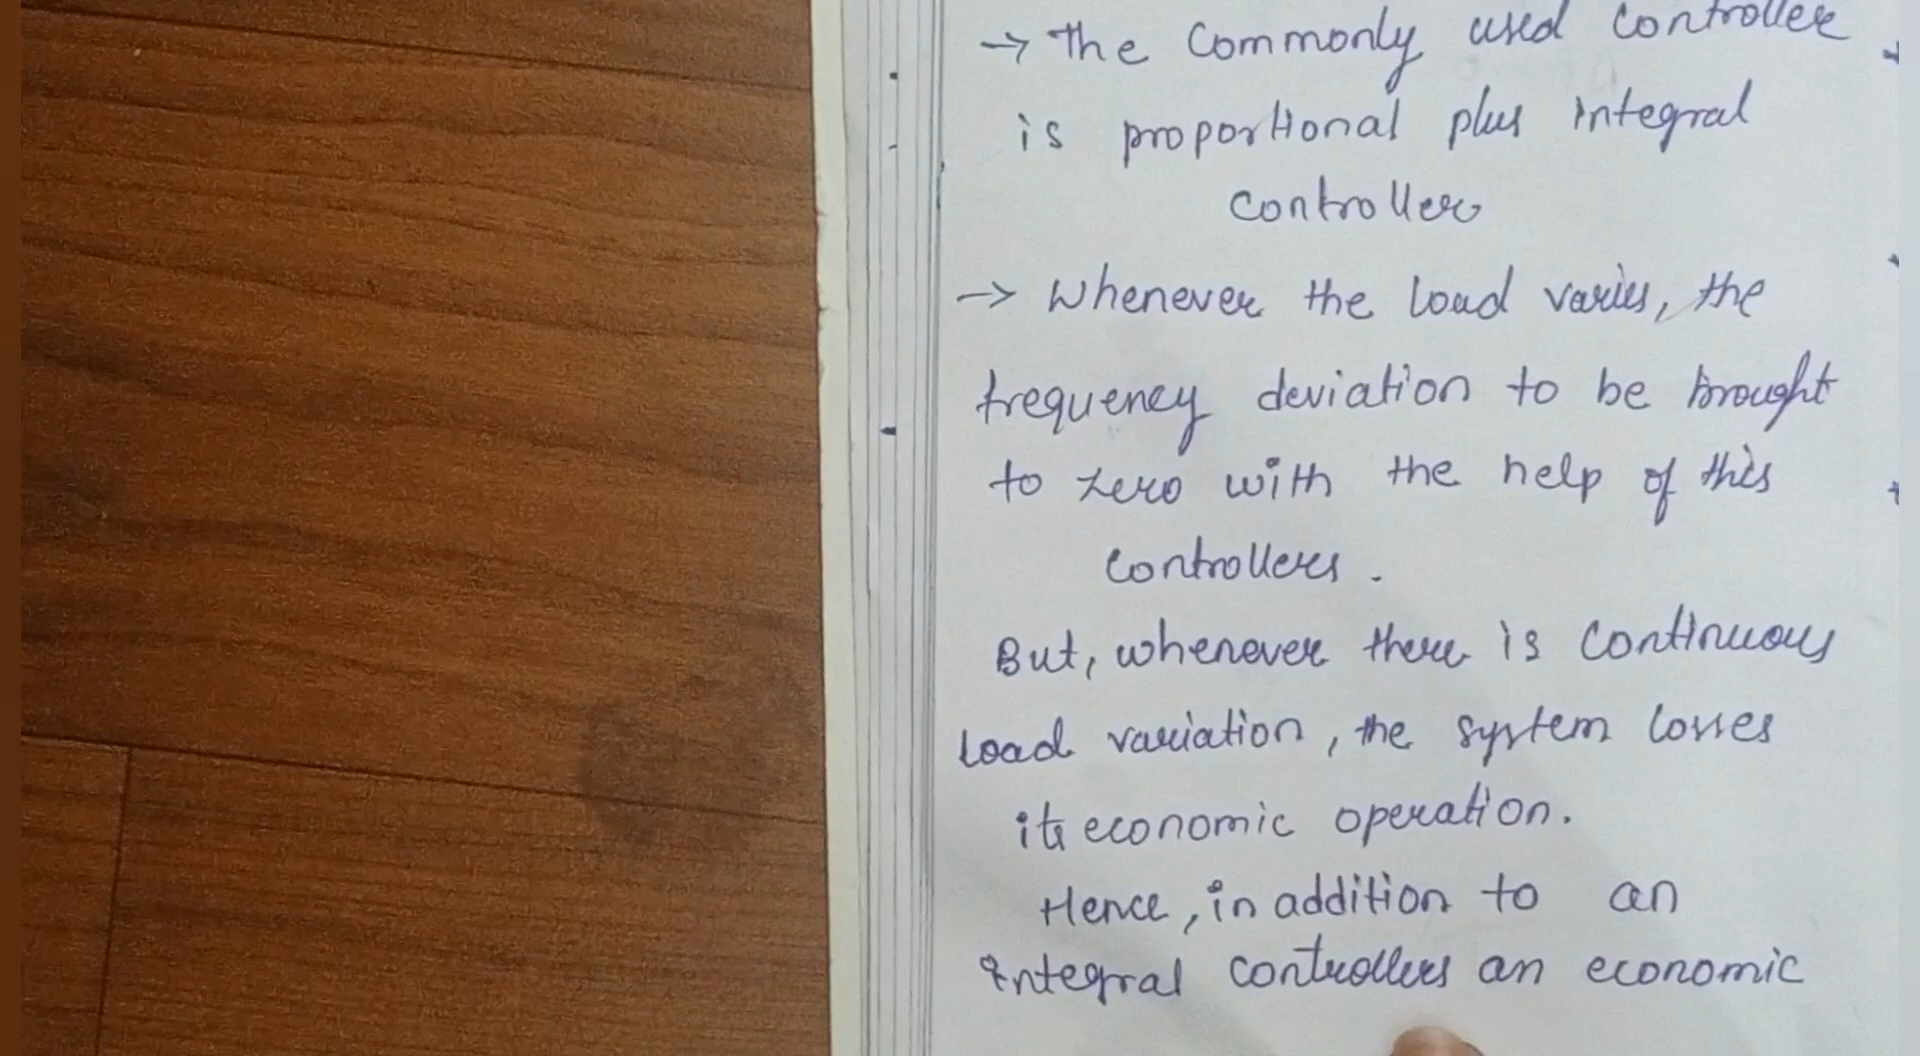 → The Commonly used Controller
is proportional plus integral
Controller
→ Whenever the load varies, the
frequency deviation to be brought
to zero with the help of this
Controllers.
But, whenever there is Continuous
load variation, the system losses
its economic operation.
Hence, in addition to an
integral controllers an economic